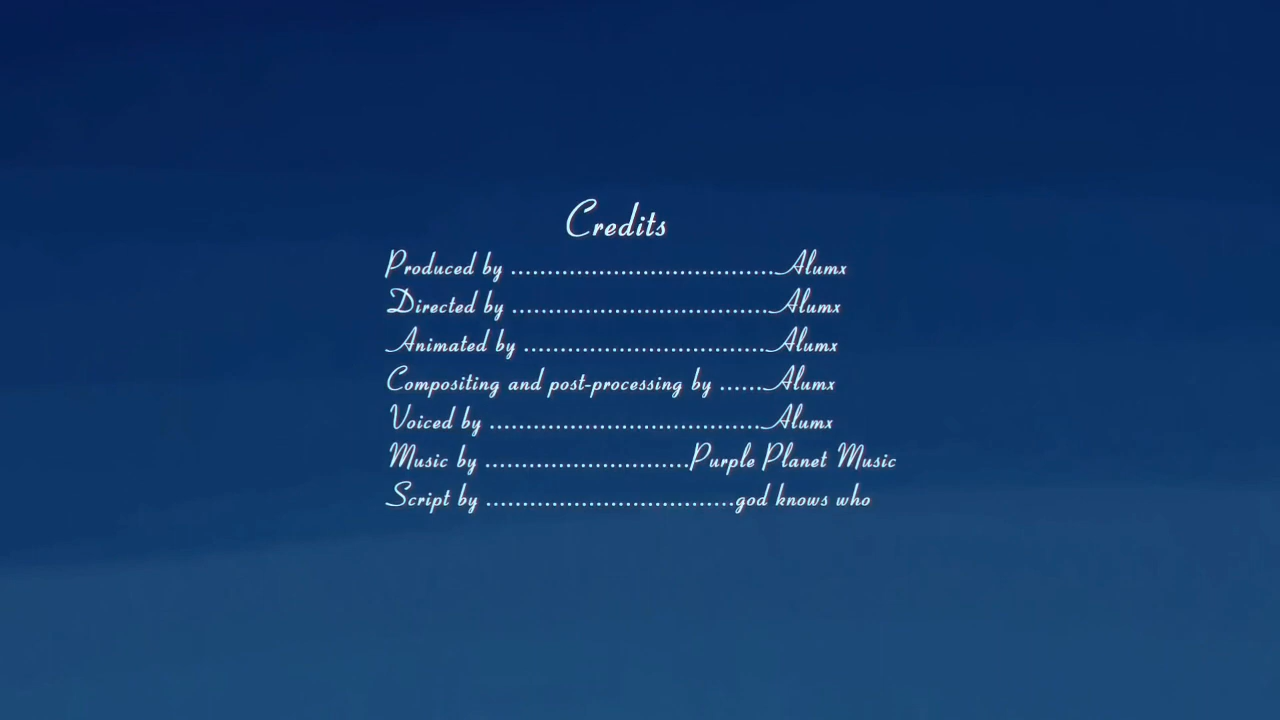 Credits
Produced by ....................................Alumx
Directed by ...................................Alumx
Animated by .................................Alumx
Compositing and post-processing by ......Alumx
Voiced by .....................................Alumx
Music by ............................Purple Planet Music
Script by ..................................god knows who